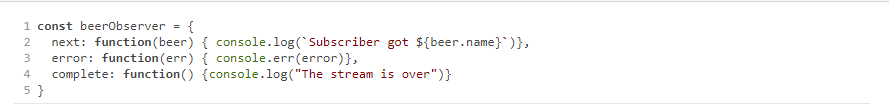 1 const beerObserver = {
2   next: function(beer) { console.log(`Subscriber got ${beer.name}`)},
3   error: function(err) { console.err(error)},
4   complete: function() {console.log("The stream is over")}
5 }